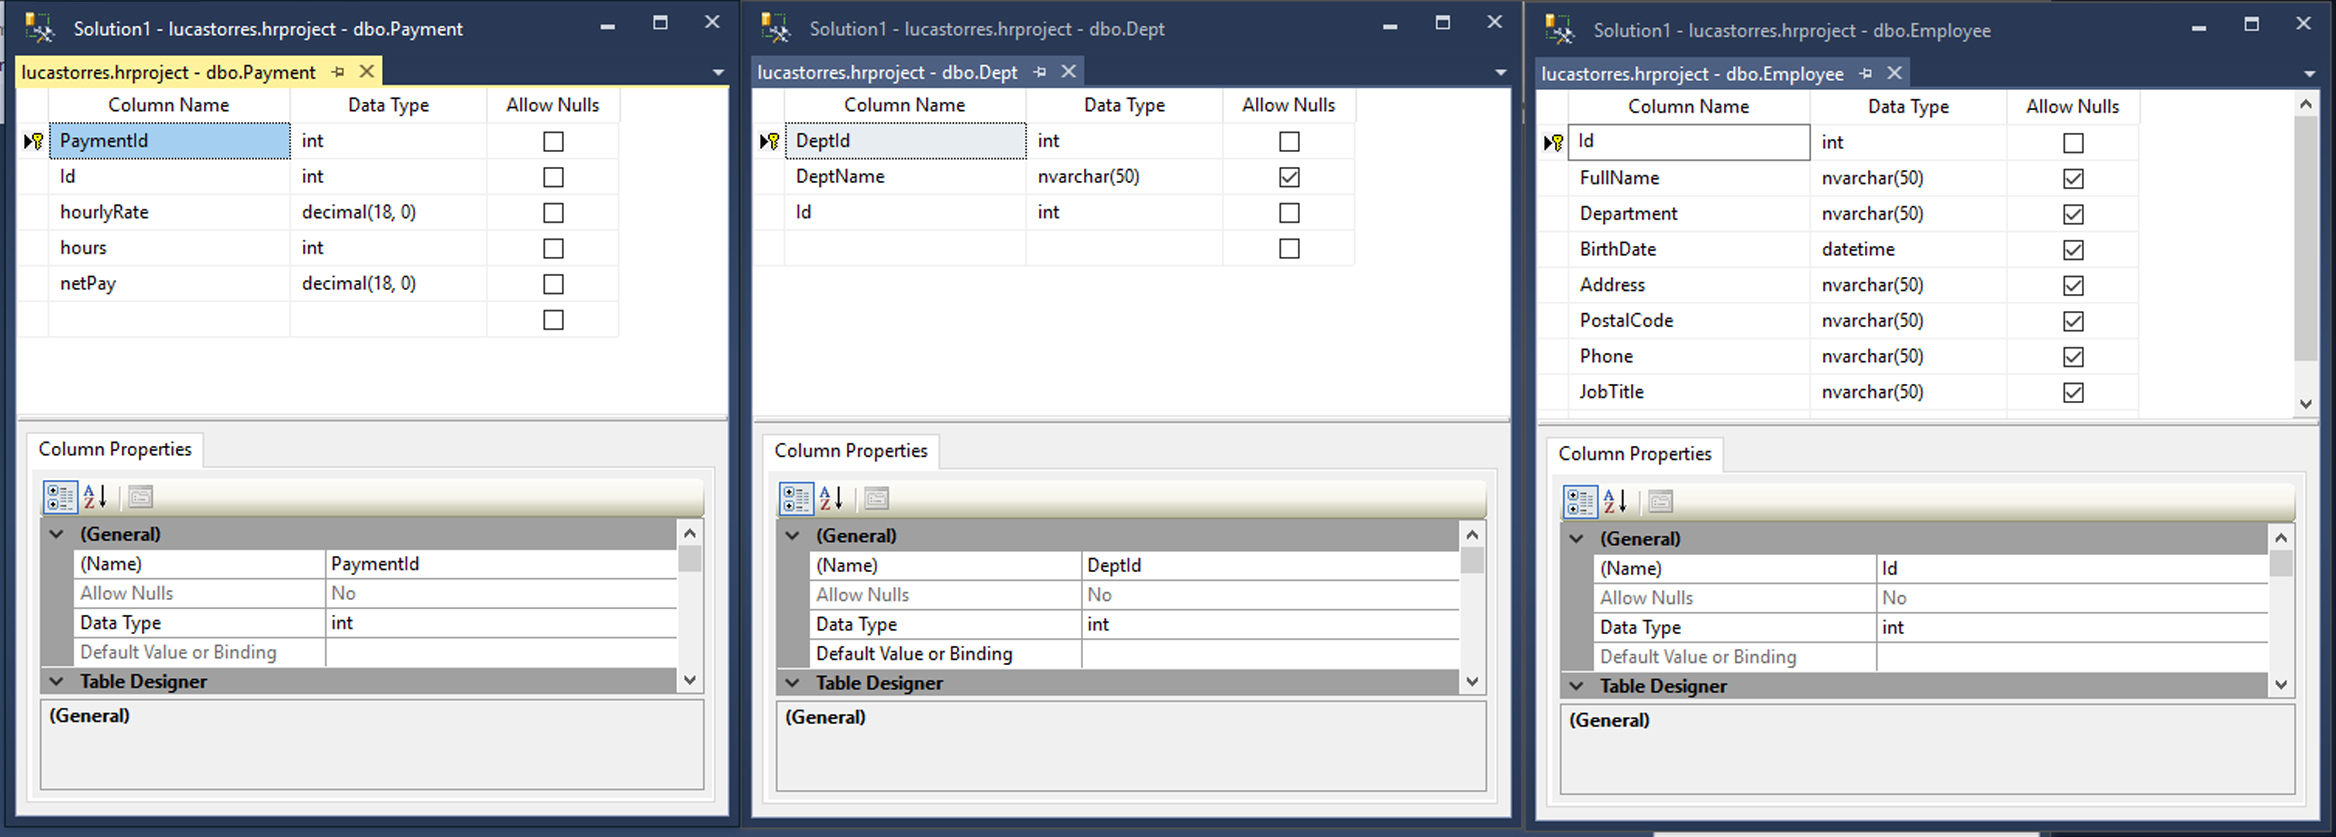 Solution1 - lucastorres.hrproject - dbo.Payment
lucastorres.hrproject - dbo.Payment
Column Name Data Type Allow Nulls
PaymentId int
Id int
hourlyRate decimal(18, 0)
hours int
netPay decimal(18, 0)
Column Properties
(General)
(Name) PaymentId
Allow Nulls No
Data Type int
Default Value or Binding
Table Designer
(General)
Solution1 - lucastorres.hrproject - dbo.Dept
lucastorres.hrproject - dbo.Dept
Column Name Data Type Allow Nulls
DeptId int
DeptName nvarchar(50)
Id int
Column Properties
(General)
(Name) DeptId
Allow Nulls No
Data Type int
Default Value or Binding
Table Designer
(General)
Solution1 - lucastorres.hrproject - dbo.Employee
lucastorres.hrproject - dbo.Employee
Column Name Data Type Allow Nulls
Id int
FullName nvarchar(50)
Department nvarchar(50)
BirthDate datetime
Address nvarchar(50)
PostalCode nvarchar(50)
Phone nvarchar(50)
JobTitle nvarchar(50)
Column Properties
(General)
(Name) Id
Allow Nulls No
Data Type int
Default Value or Binding
Table Designer
(General)